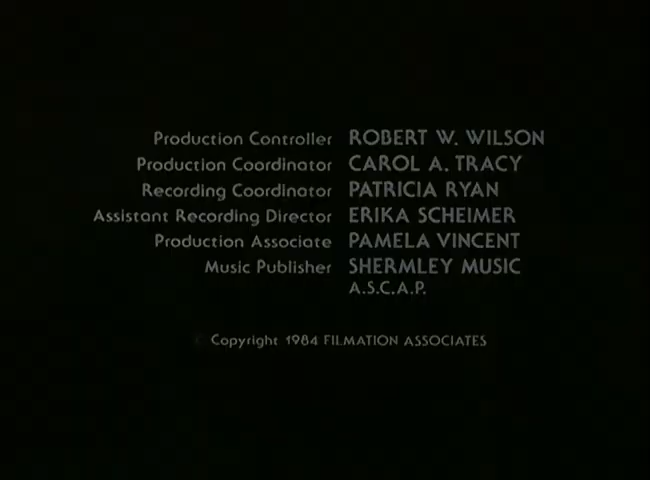 Production Controller ROBERT W. WILSON
Production Coordinator CAROL A. TRACY
Recording Coordinator PATRICIA RYAN
Assistant Recording Director ERIKA SCHEIMER
Production Associate PAMELA VINCENT
Music Publisher SHERMLEY MUSIC
A.S.C.A.P.
© Copyright 1984 FILMATION ASSOCIATES